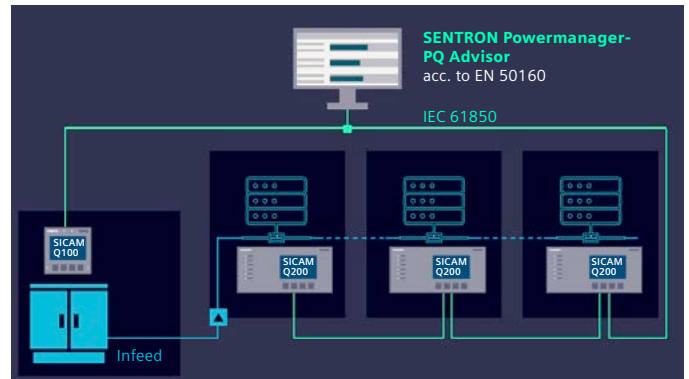 SENTRON Powermanager-
PQ Advisor
acc. to EN 50160
IEC 61850
SICAM
Q100
SICAM
Q200
SICAM
Q200
SICAM
Q200
Infeed